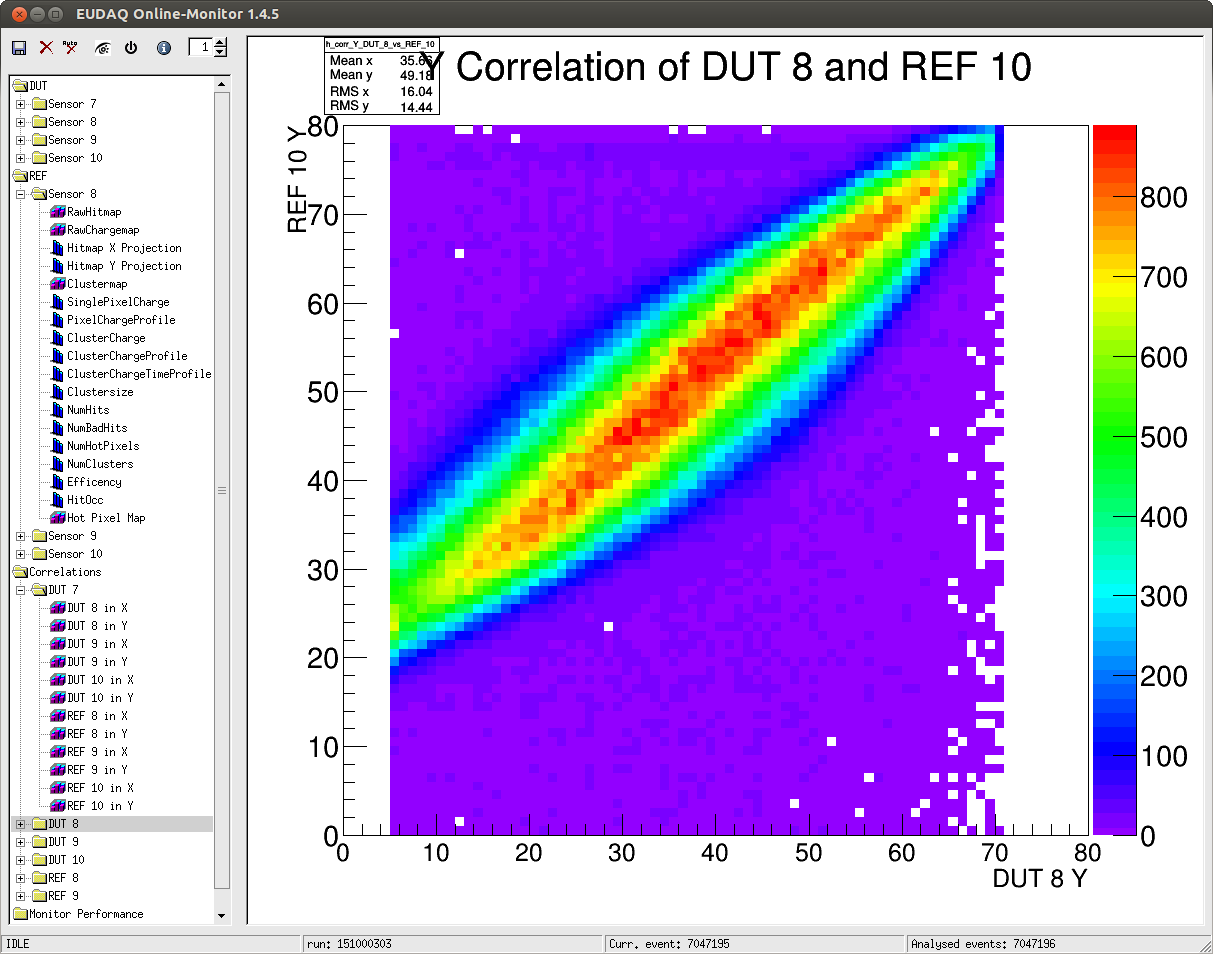 EUDAQ Online-Monitor 1.4.5
Auto
1
DUT
Sensor 7
Sensor 8
Sensor 9
Sensor 10
REF
Sensor 8
RawHitmap
RawChargemap
Hitmap X Projection
Hitmap Y Projection
Clustermap
SinglePixelCharge
PixelChargeProfile
ClusterCharge
ClusterChargeProfile
ClusterChargeTimeProfile
Clustersize
NumHits
NumBadHits
NumHotPixels
NumClusters
Efficency
HitOcc
Hot Pixel Map
Sensor 9
Sensor 10
Correlations
DUT 7
DUT 8 in X
DUT 8 in Y
DUT 9 in X
DUT 9 in Y
DUT 10 in X
DUT 10 in Y
REF 8 in X
REF 8 in Y
REF 9 in X
REF 9 in Y
REF 10 in X
REF 10 in Y
DUT 8
DUT 9
DUT 10
REF 8
REF 9
Monitor Performance
h_corr_Y_DUT_8_vs_REF_10
Mean x 35.66
Mean y 49.18
RMS x 16.04
RMS y 14.44
Y Correlation of DUT 8 and REF 10
REF 10 Y
80
70
60
50
40
30
20
10
0
0 10 20 30 40 50 60 70 80
DUT 8 Y
800
700
600
500
400
300
200
100
0
IDLE
run: 151000303
Curr. event: 7047195
Analysed events: 7047196